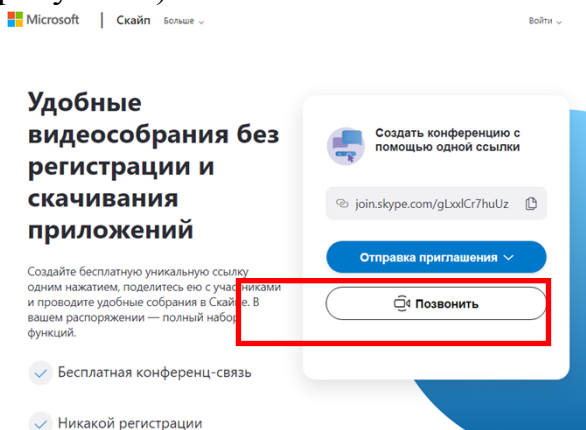 Microsoft | Скайп Больше Войти
Удобные
видеособрания без
регистрации и
скачивания
приложений
Создайте бесплатную уникальную ссылку
одним нажатием, поделитесь ею с участниками
и проводите удобные собрания в Скайпе. В
вашем распоряжении — полный набор
функций.
Бесплатная конференц-связь
Никакой регистрации
Создать конференцию с
помощью одной ссылки
join.skype.com/gLxxlCr7huUz
Отправка приглашения
Позвонить